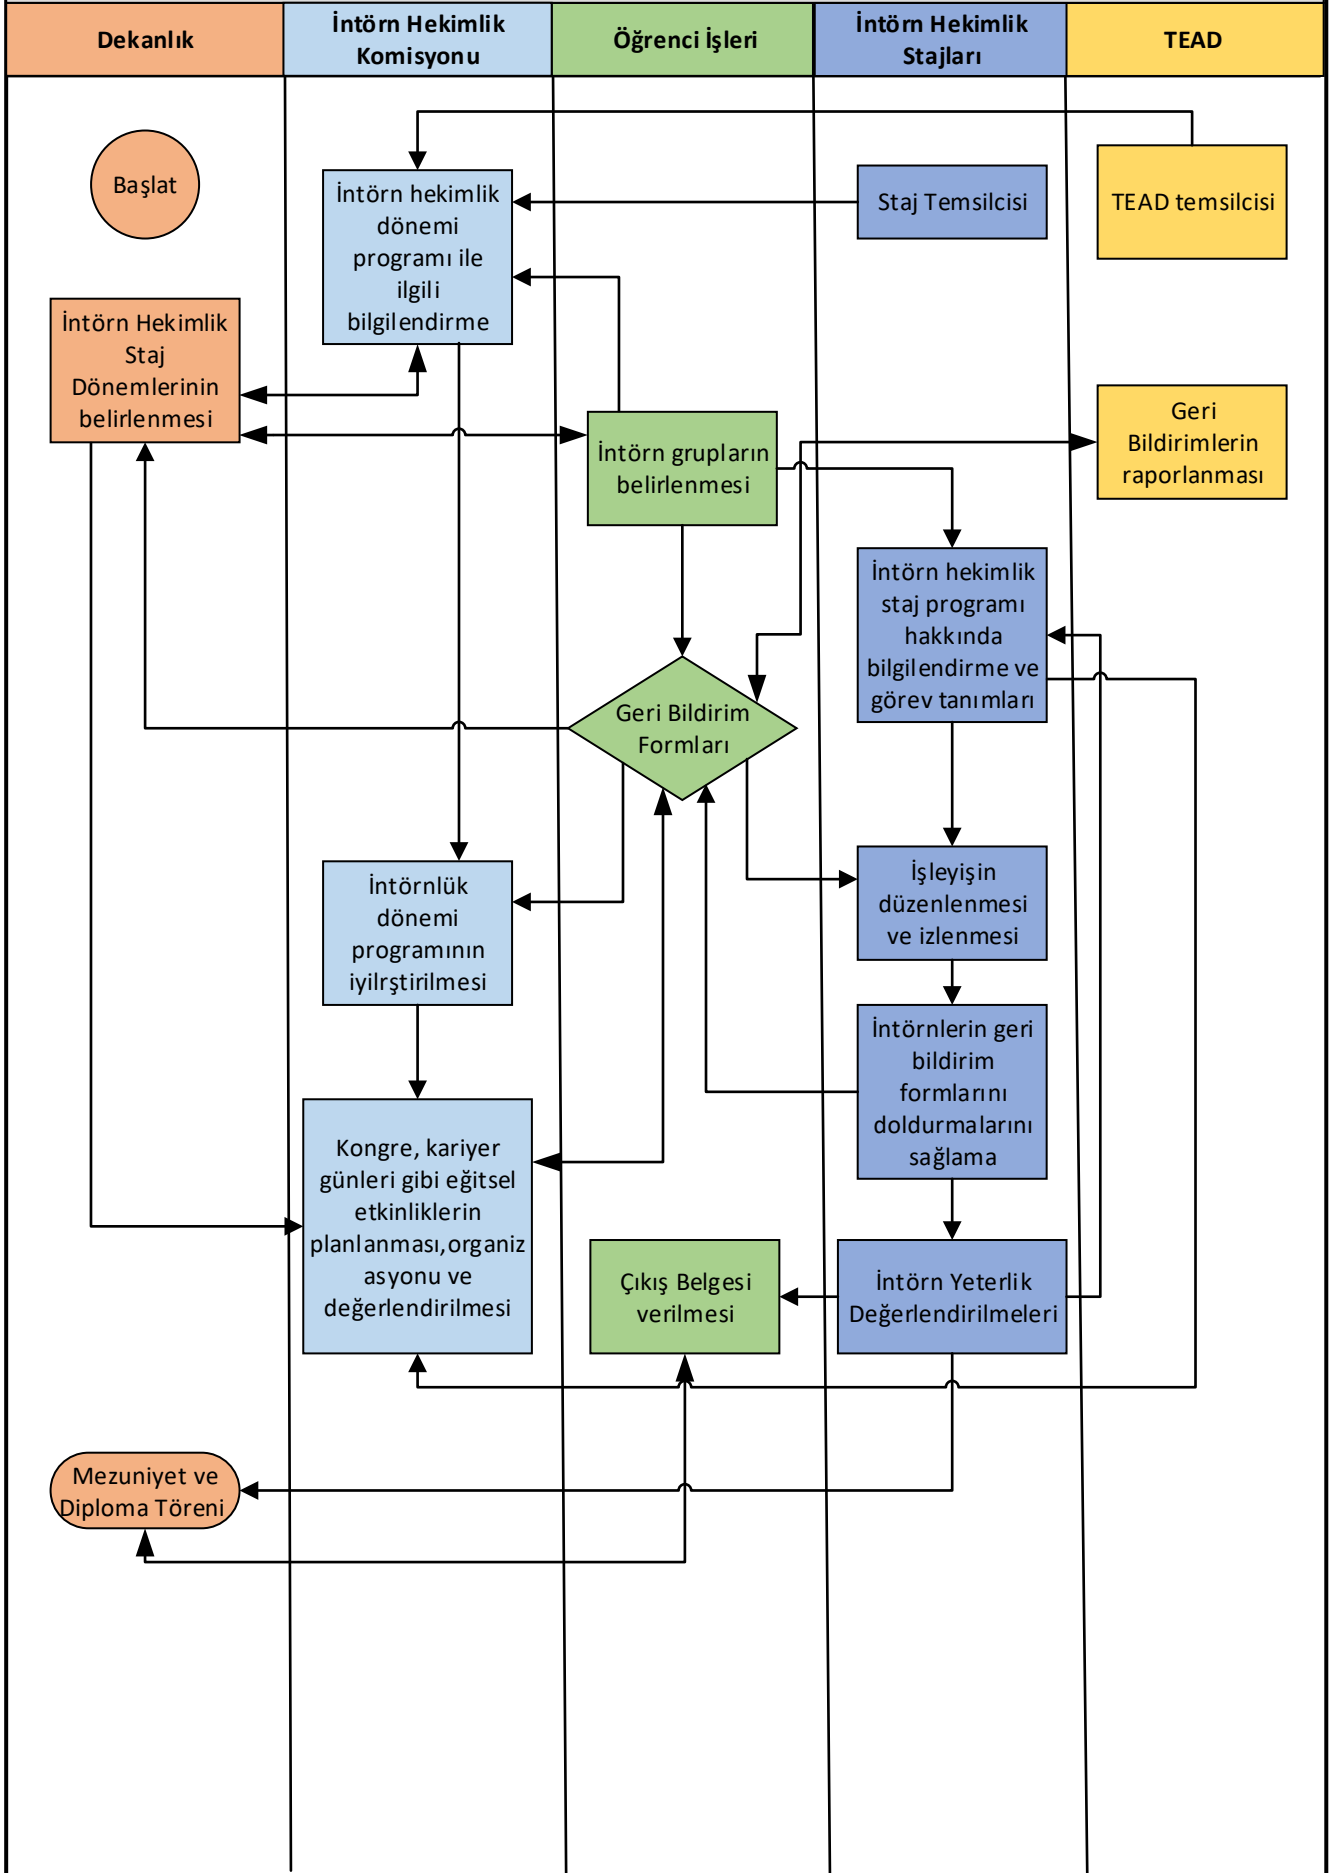 Dekanlık
İntörn Hekimlik
Komisyonu
Öğrenci İşleri
İntörn Hekimlik
Stajları
TEAD
Başlat
İntörn hekimlik
dönemi
programı ile
ilgili
bilgilendirme
Staj Temsilcisi
TEAD temsilcisi
İntörn Hekimlik
Staj
Dönemlerinin
belirlenmesi
İntörn grupların
belirlenmesi
Geri
Bildirimlerin
raporlanması
İntörn hekimlik
staj programı
hakkında
bilgilendirme ve
görev tanımları
Geri Bildirim
Formları
İntörnlük
dönemi
programının
iyilrştirilmesi
İşleyişin
düzenlenmesi
ve izlenmesi
İntörnlerin geri
bildirim
formlarını
doldurmalarını
sağlama
Kongre, kariyer
günleri gibi eğitsel
etkinliklerin
planlanması,organiz
asyonu ve
değerlendirilmesi
Çıkış Belgesi
verilmesi
İntörn Yeterlik
Değerlendirilmeleri
Mezuniyet ve
Diploma Töreni